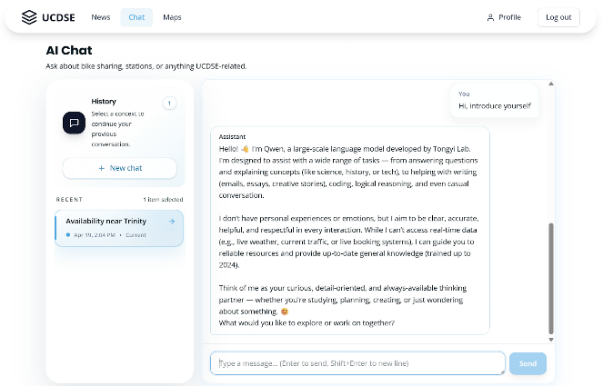 UCDSE
News
Chat
Maps
Profile
Log out
AI Chat
Ask about bike sharing, stations, or anything UCDSE-related.
History
1
Select a context to
continue your
previous
conversation.
+ New chat
RECENT
1 item selected
Availability near Trinity
Apr 19, 2:04 PM • Current
You
Hi, introduce yourself
Assistant
Hello! 👋 I'm Qwen, a large-scale language model developed by Tongyi Lab.
I'm designed to assist with a wide range of tasks — from answering questions
and explaining concepts (like science, history, or tech), to helping with writing
(emails, essays, creative stories), coding, logical reasoning, and even casual
conversation.
I don't have personal experiences or emotions, but I aim to be clear, accurate,
helpful, and respectful in every interaction. While I can't access real-time data
(e.g., live weather, current traffic, or live booking systems), I can guide you to
reliable resources and provide up-to-date general knowledge (trained up to
2024).
Think of me as your curious, detail-oriented, and always-available thinking
partner — whether you're studying, planning, creating, or just wondering
about something. 😊
What would you like to explore or work on together?
Type a message... (Enter to send, Shift+Enter to new line)
Send